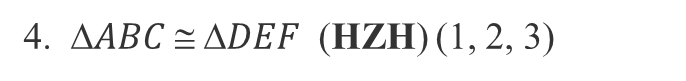 4. ΔABC ≅ ΔDEF (HZH)(1, 2, 3)